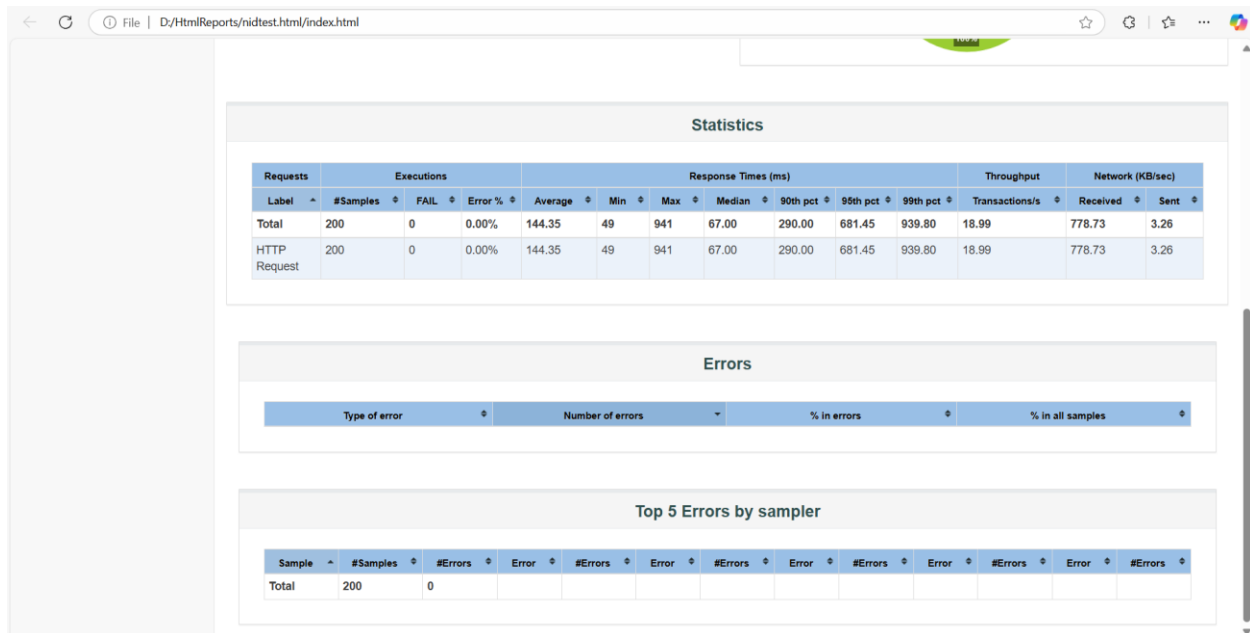 File | D:/HtmlReports/nidtest.html/index.html
100%
Statistics
Requests Executions Response Times (ms) Throughput Network (KB/sec)
Label #Samples FAIL Error % Average Min Max Median 90th pct 95th pct 99th pct Transactions/s Received Sent
Total 200 0 0.00% 144.35 49 941 67.00 290.00 681.45 939.80 18.99 778.73 3.26
HTTP Request 200 0 0.00% 144.35 49 941 67.00 290.00 681.45 939.80 18.99 778.73 3.26
Errors
Type of error Number of errors % in errors % in all samples
Top 5 Errors by sampler
Sample #Samples #Errors Error #Errors Error #Errors Error #Errors Error #Errors Error #Errors
Total 200 0